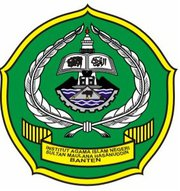 INSTITUT AGAMA ISLAM NEGERI
SULTAN MAULANA HASANUDDIN
BANTEN